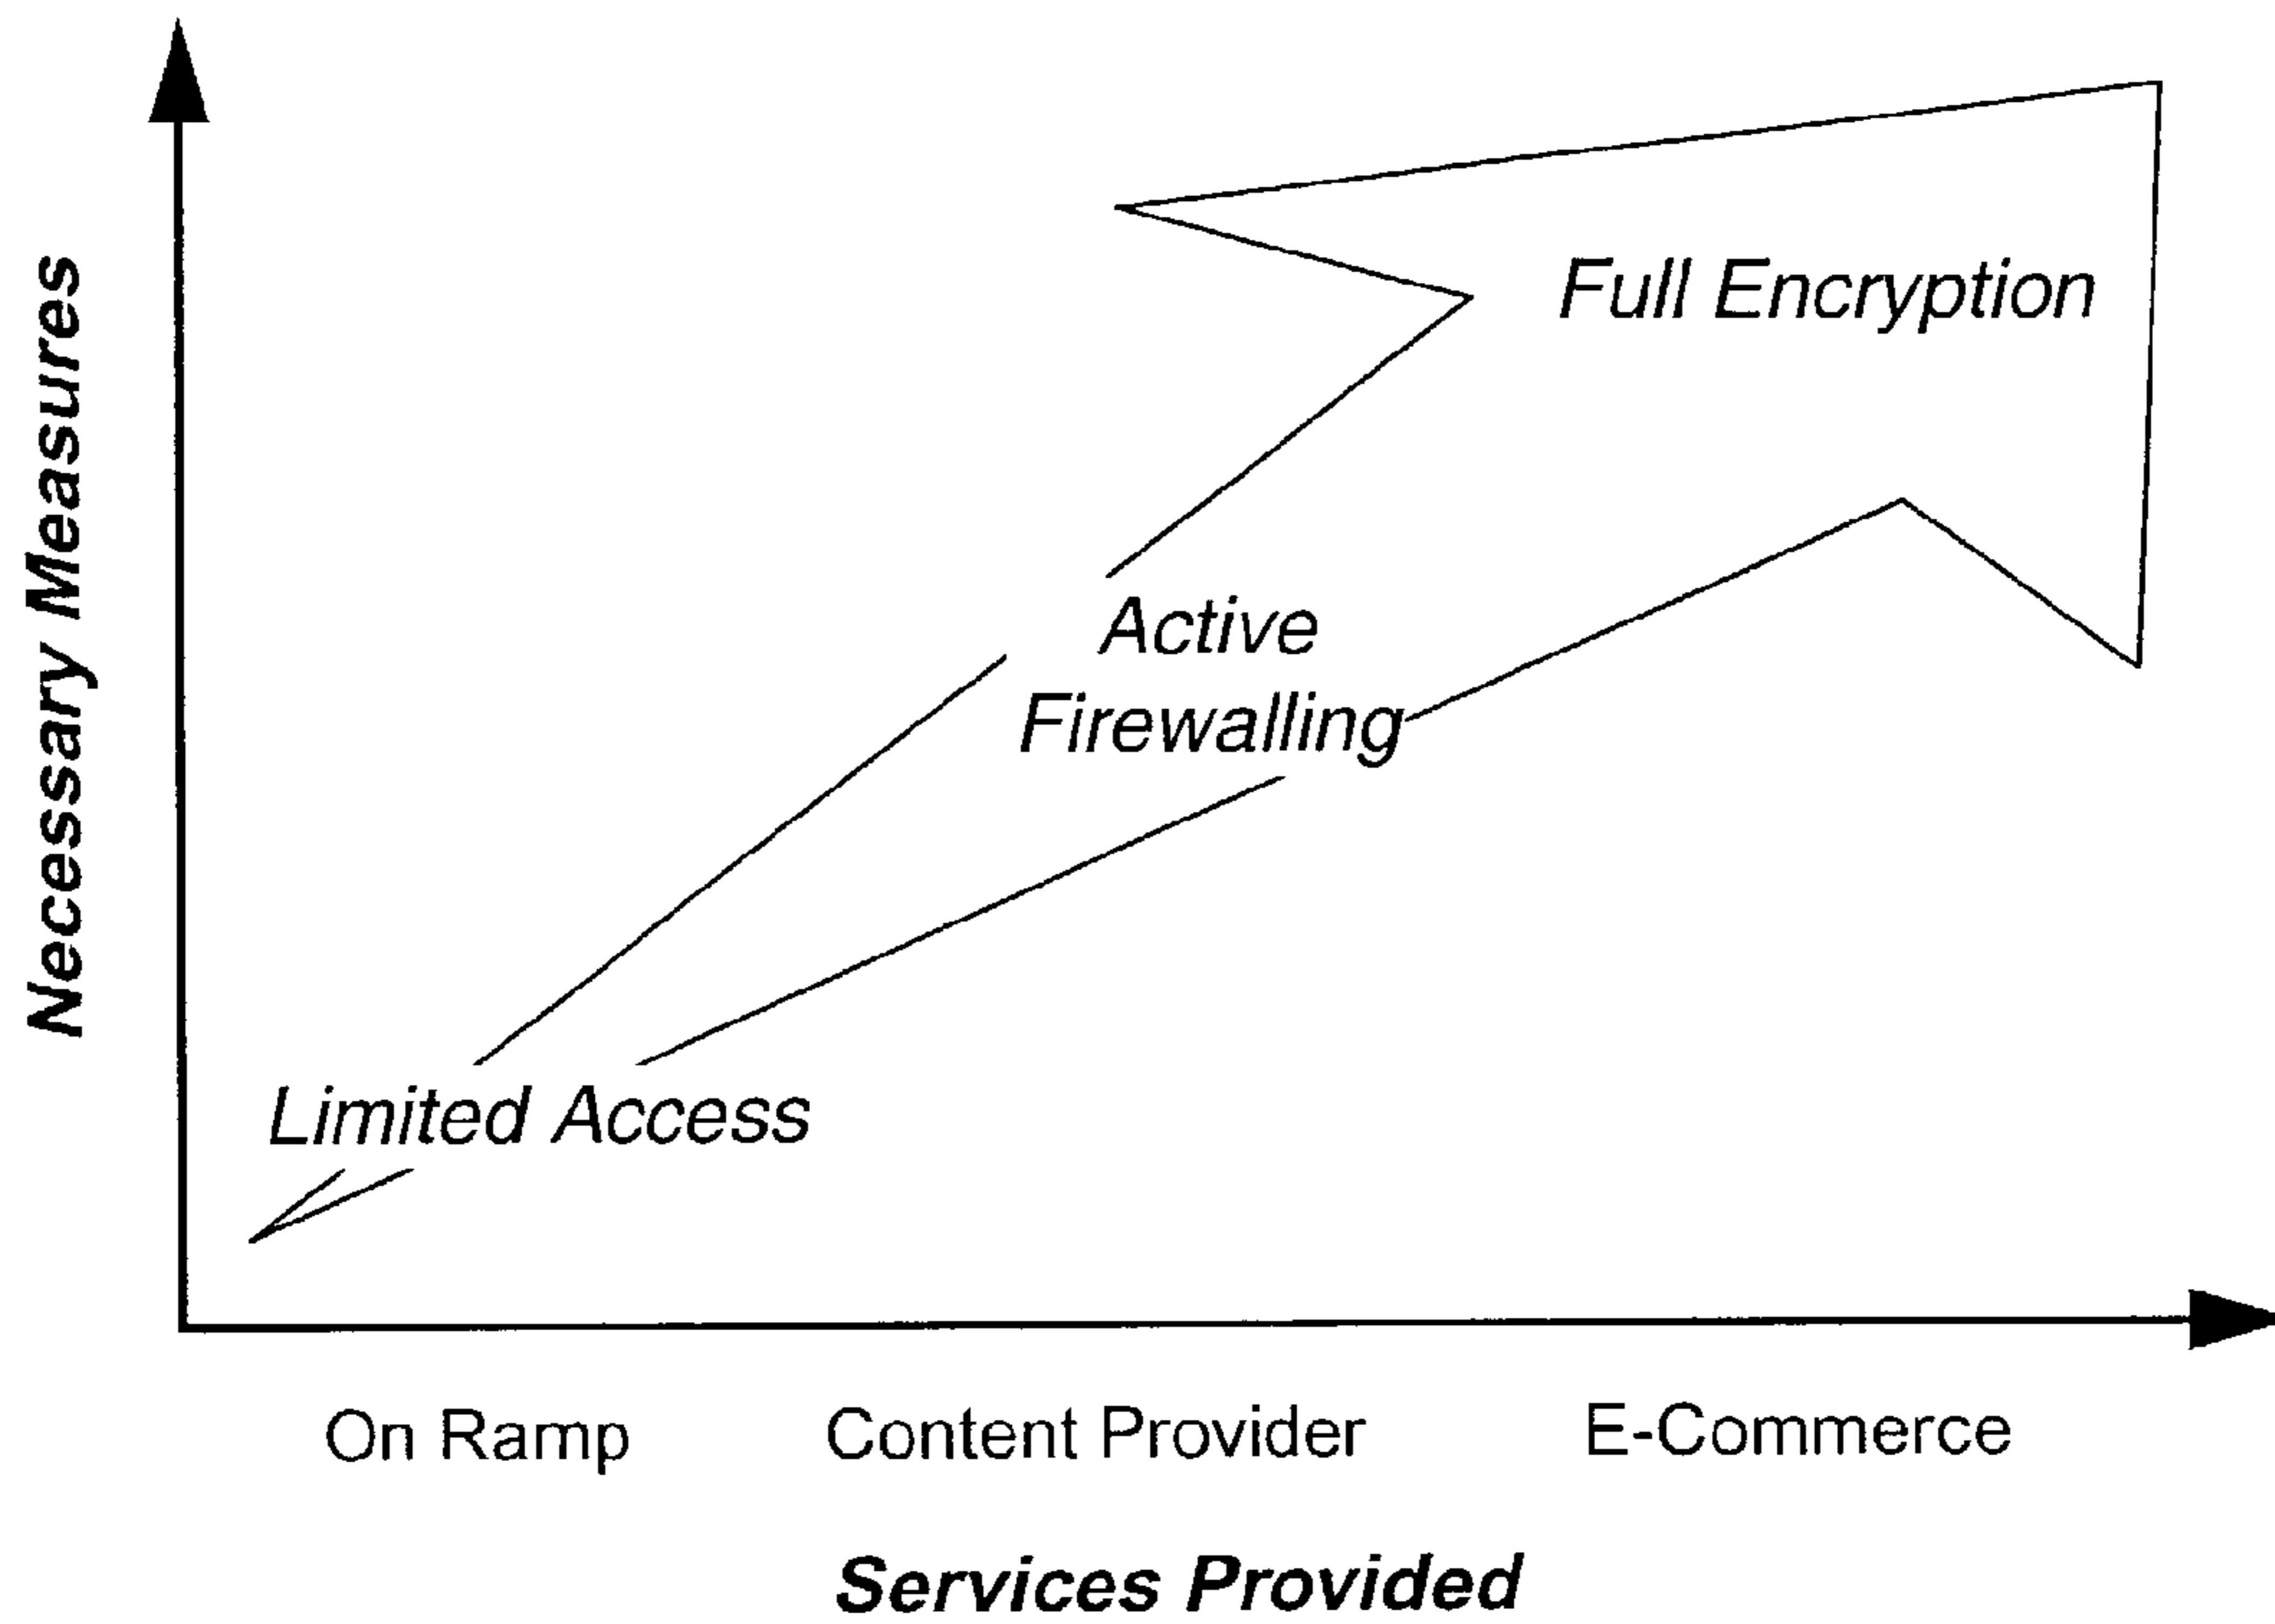 Necessary Measures
Full Encryption
Active
Firewalling
Limited Access
On Ramp
Content Provider
E-Commerce
Services Provided